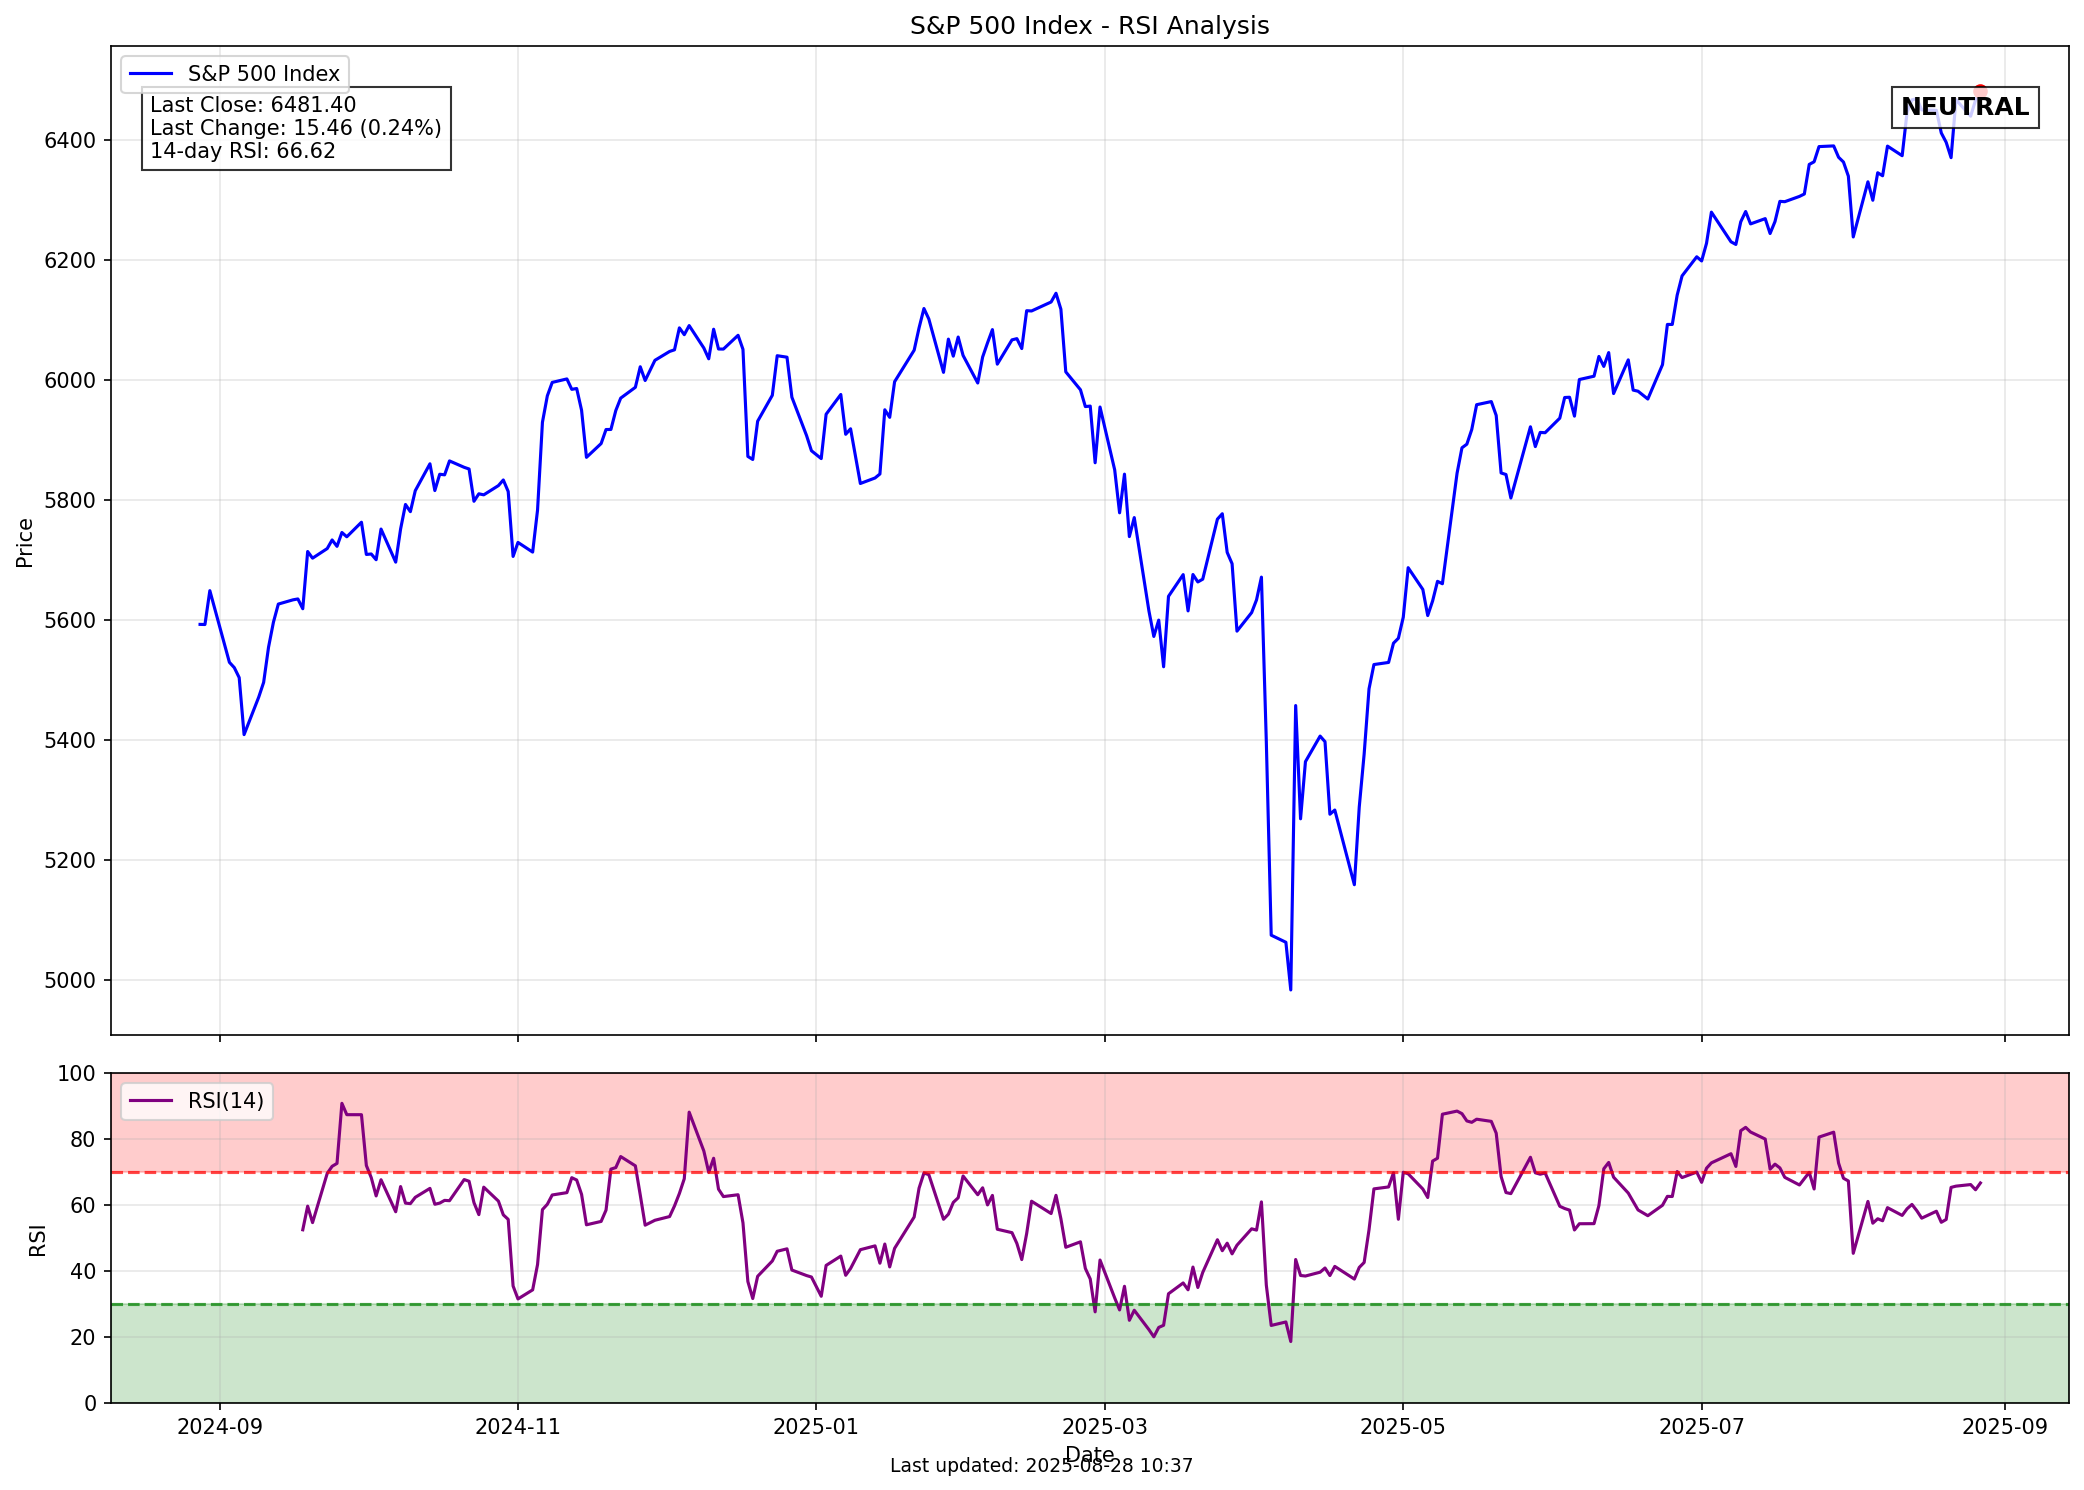 S&P 500 Index - RSI Analysis
S&P 500 Index
Last Close: 6481.40
Last Change: 15.46 (0.24%)
14-day RSI: 66.62
NEUTRAL
6400
6200
6000
5800
5600
5400
5200
5000
Price
100
80
60
40
20
0
RSI
RSI(14)
2024-09
2024-11
2025-01
2025-03
2025-05
2025-07
2025-09
Date
Last updated: 2025-08-28 10:37